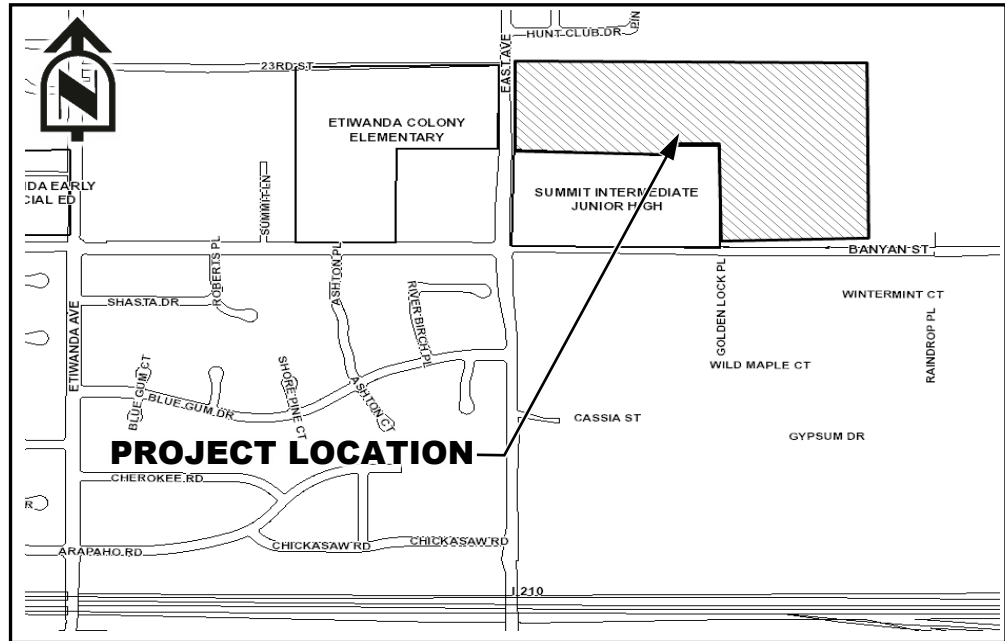 HUNT CLUB DR
PIN
EAST AVE
23RD ST
ETIWANDA COLONY
ELEMENTARY
NDA EARLY
CIAL ED
SUMMIT LN
SUMMIT INTERMEDIATE
JUNIOR HIGH
BANYAN ST
ROBERTS PL
ASHTON PL
RIVER BIRCH PL
GOLDEN LOCK PL
SHASTA DR
WINTERMINT CT
ETIWANDA AVE
RAINDROP PL
WILD MAPLE CT
BLUE GUM CT
SHORE PINE CT
ASHTON CT
BLUE GUM DR
CASSIA ST
GYPSUM DR
PROJECT LOCATION
CHEROKEE RD
R
CHICKASAW RD
CHICKASAW RD
ARAPAHO RD
I 210
N